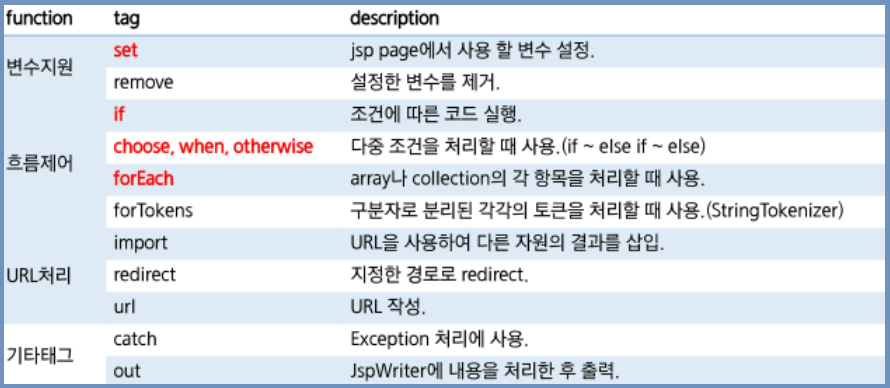 function tag description
변수지원 set jsp page에서 사용 할 변수 설정.
remove 설정한 변수를 제거.
흐름제어 if 조건에 따른 코드 실행.
choose, when, otherwise 다중 조건을 처리할 때 사용.(if ~ else if ~ else)
forEach array나 collection의 각 항목을 처리할 때 사용.
forTokens 구분자로 분리된 각각의 토큰을 처리할 때 사용.(StringTokenizer)
URL처리 import URL을 사용하여 다른 자원의 결과를 삽입.
redirect 지정한 경로로 redirect.
url URL 작성.
기타태그 catch Exception 처리에 사용.
out JspWriter에 내용을 처리한 후 출력.